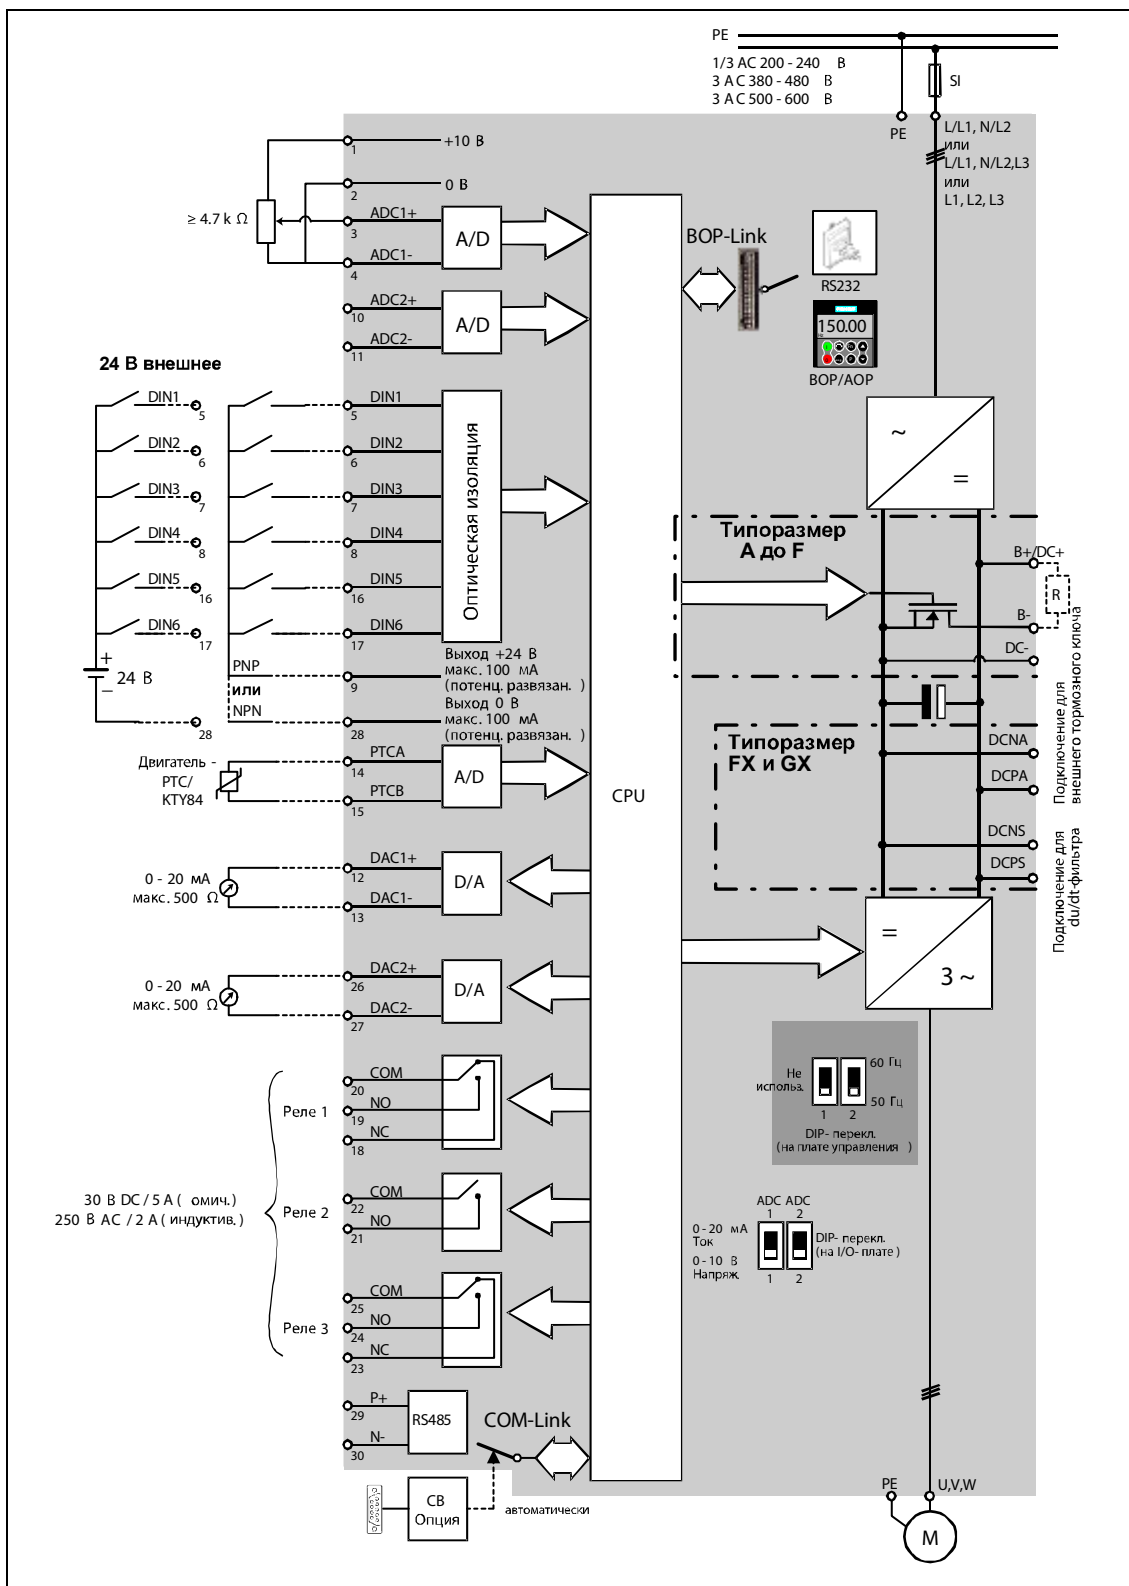 PE
1/3 AC 200 - 240 В
3 AC 380 - 480 В
3 AC 500 - 600 В
SI
PE
L/L1, N/L2
или
L/L1, N/L2,L3
или
L1, L2, L3
1
+10 В
2
0 В
≥ 4.7 k Ω
ADC1+
3
ADC1-
4
A/D
ADC2+
10
ADC2-
11
A/D
BOP-Link
RS232
150.00
Hz
BOP/AOP
24 В внешнее
DIN1
5
DIN2
6
DIN3
7
DIN4
8
DIN5
16
DIN6
17
+
24 В
–
28
DIN1
5
DIN2
6
DIN3
7
DIN4
8
DIN5
16
DIN6
17
Оптическая изоляция
PNP
или
NPN
9
Выход +24 В
макс. 100 мА
(потенц. развязан. )
28
Выход 0 В
макс. 100 мА
(потенц. развязан. )
Двигатель -
PTC/
KTY84
PTCA
14
PTCB
15
A/D
CPU
~
=
Типоразмер
A до F
B+/DC+
R
B-
DC-
Типоразмер
FX и GX
DCNA
DCPA
DCNS
DCPS
Подключение для
внешнего тормозного ключа
Подключение для
du/dt-фильтра
=
3 ~
0 - 20 мА
макс. 500 Ω
DAC1+
12
DAC1-
13
D/A
0 - 20 мА
макс. 500 Ω
DAC2+
26
DAC2-
27
D/A
30 В DC / 5 A ( омич.)
250 В AC / 2 A ( индуктив.)
Реле 1
COM
20
NO
19
NC
18
Реле 2
COM
22
NO
21
Реле 3
COM
25
NO
24
NC
23
Не
использ.
60 Гц
50 Гц
1 2
DIP- перекл.
(на плате управления )
ADC ADC
1 2
0 - 20 мА
Ток
0 - 10 В
Напряж.
1 2
DIP- перекл.
(на I/O- плате )
P+
29
N-
30
RS485
COM-Link
CB
Опция
автоматически
PE
U,V,W
M